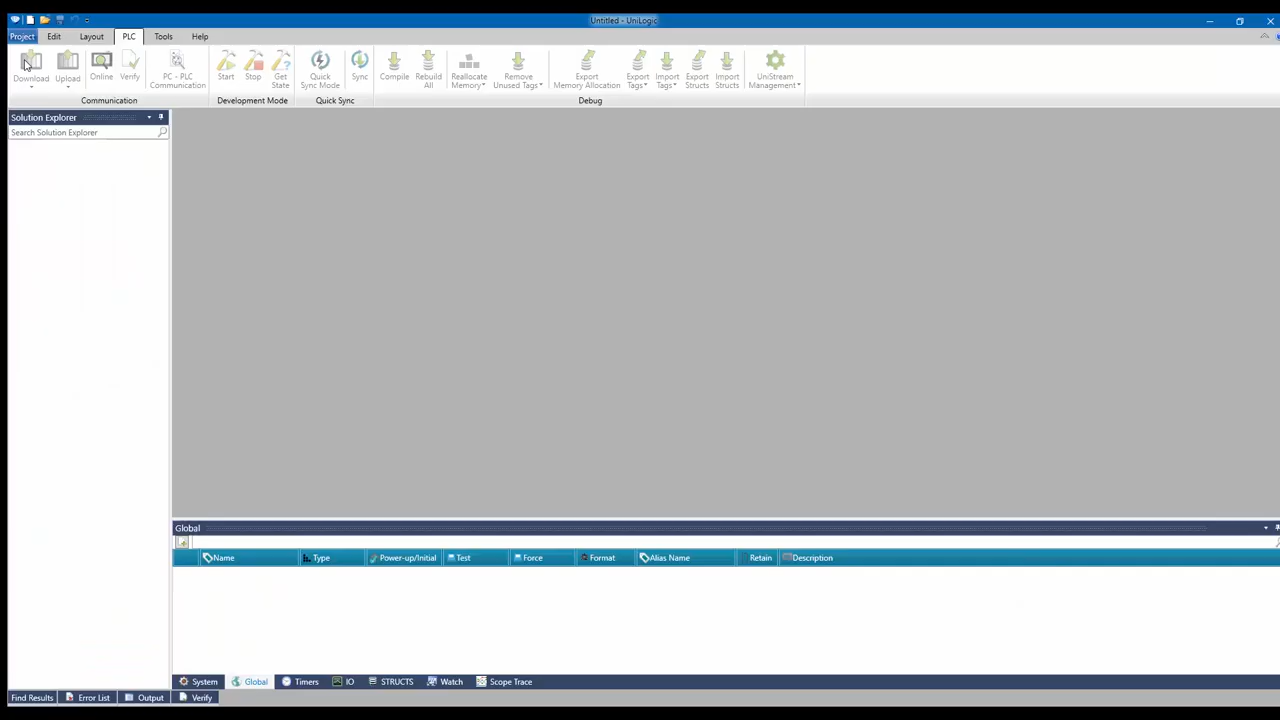 Untitled - UniLogic
Project Edit Layout PLC Tools Help
Download Upload Online Verify PC - PLC Communication Start Stop Get State Quick Sync Mode Sync Compile Rebuild All Reallocate Memory Remove Unused Tags Export Memory Allocation Export Tags Import Tags Export Structs Import Structs UniStream Management
Communication Development Mode Quick Sync Debug
Solution Explorer
Search Solution Explorer
Global
Name Type Power-up/Initial Test Force Format Alias Name Retain Description
System Global Timers IO STRUCTS Watch Scope Trace
Find Results Error List Output Verify